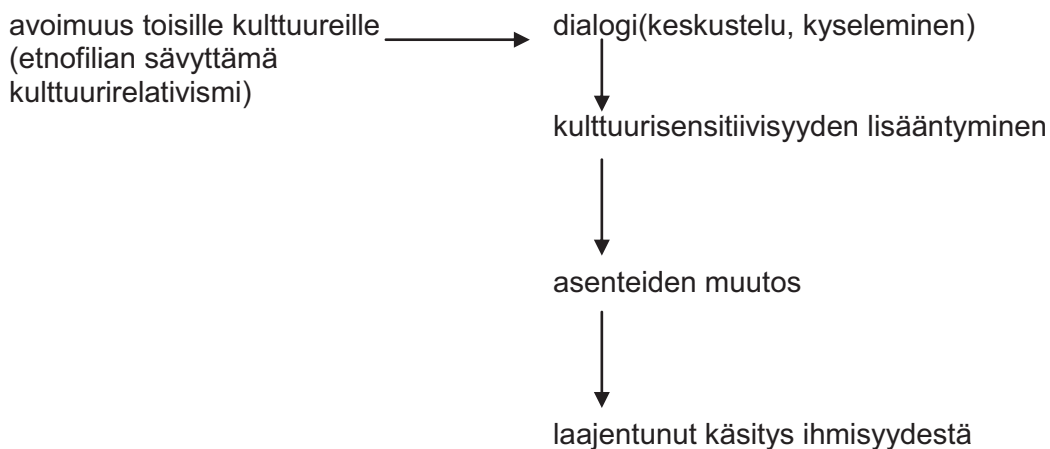 avoimuus toisille kulttuureille
(etnofilian sävyttämä
kulttuurirelativismi)
dialogi(keskustelu, kyseleminen)
kulttuurisensitiivisyyden lisääntyminen
asenteiden muutos
laajentunut käsitys ihmisyydestä